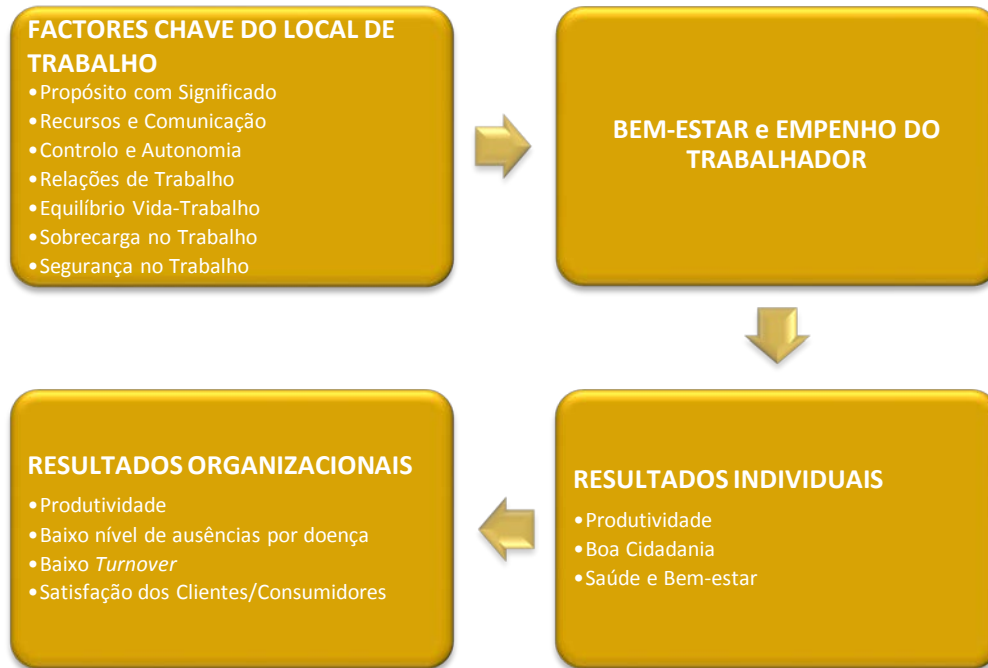 FACTORES CHAVE DO LOCAL DE
TRABALHO
•Propósito com Significado
•Recursos e Comunicação
•Controlo e Autonomia
•Relações de Trabalho
•Equilíbrio Vida-Trabalho
•Sobrecarga no Trabalho
•Segurança no Trabalho
BEM-ESTAR e EMPENHO DO
TRABALHADOR
RESULTADOS INDIVIDUAIS
•Produtividade
•Boa Cidadania
•Saúde e Bem-estar
RESULTADOS ORGANIZACIONAIS
•Produtividade
•Baixo nível de ausências por doença
•Baixo Turnover
•Satisfação dos Clientes/Consumidores